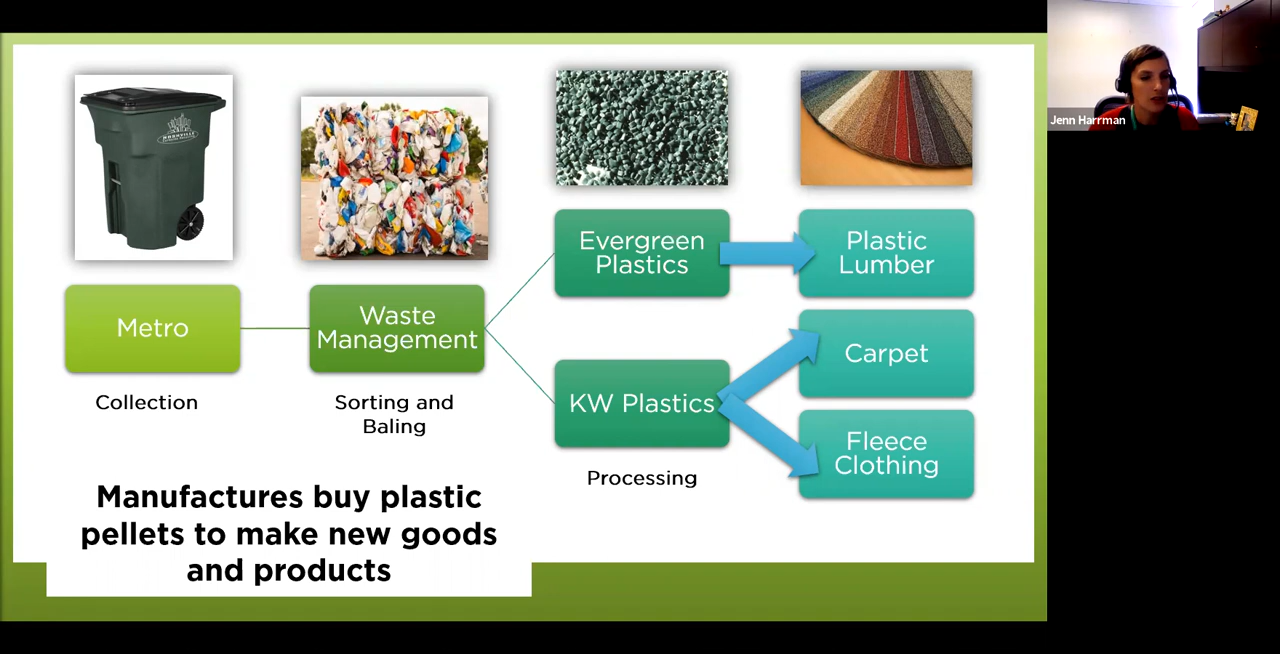 NASHVILLE
Jenn Harrman
Evergreen
Plastics
Plastic
Lumber
Metro
Waste
Management
Carpet
KW Plastics
Collection
Sorting and
Baling
Fleece
Clothing
Processing
Manufactures buy plastic
pellets to make new goods
and products